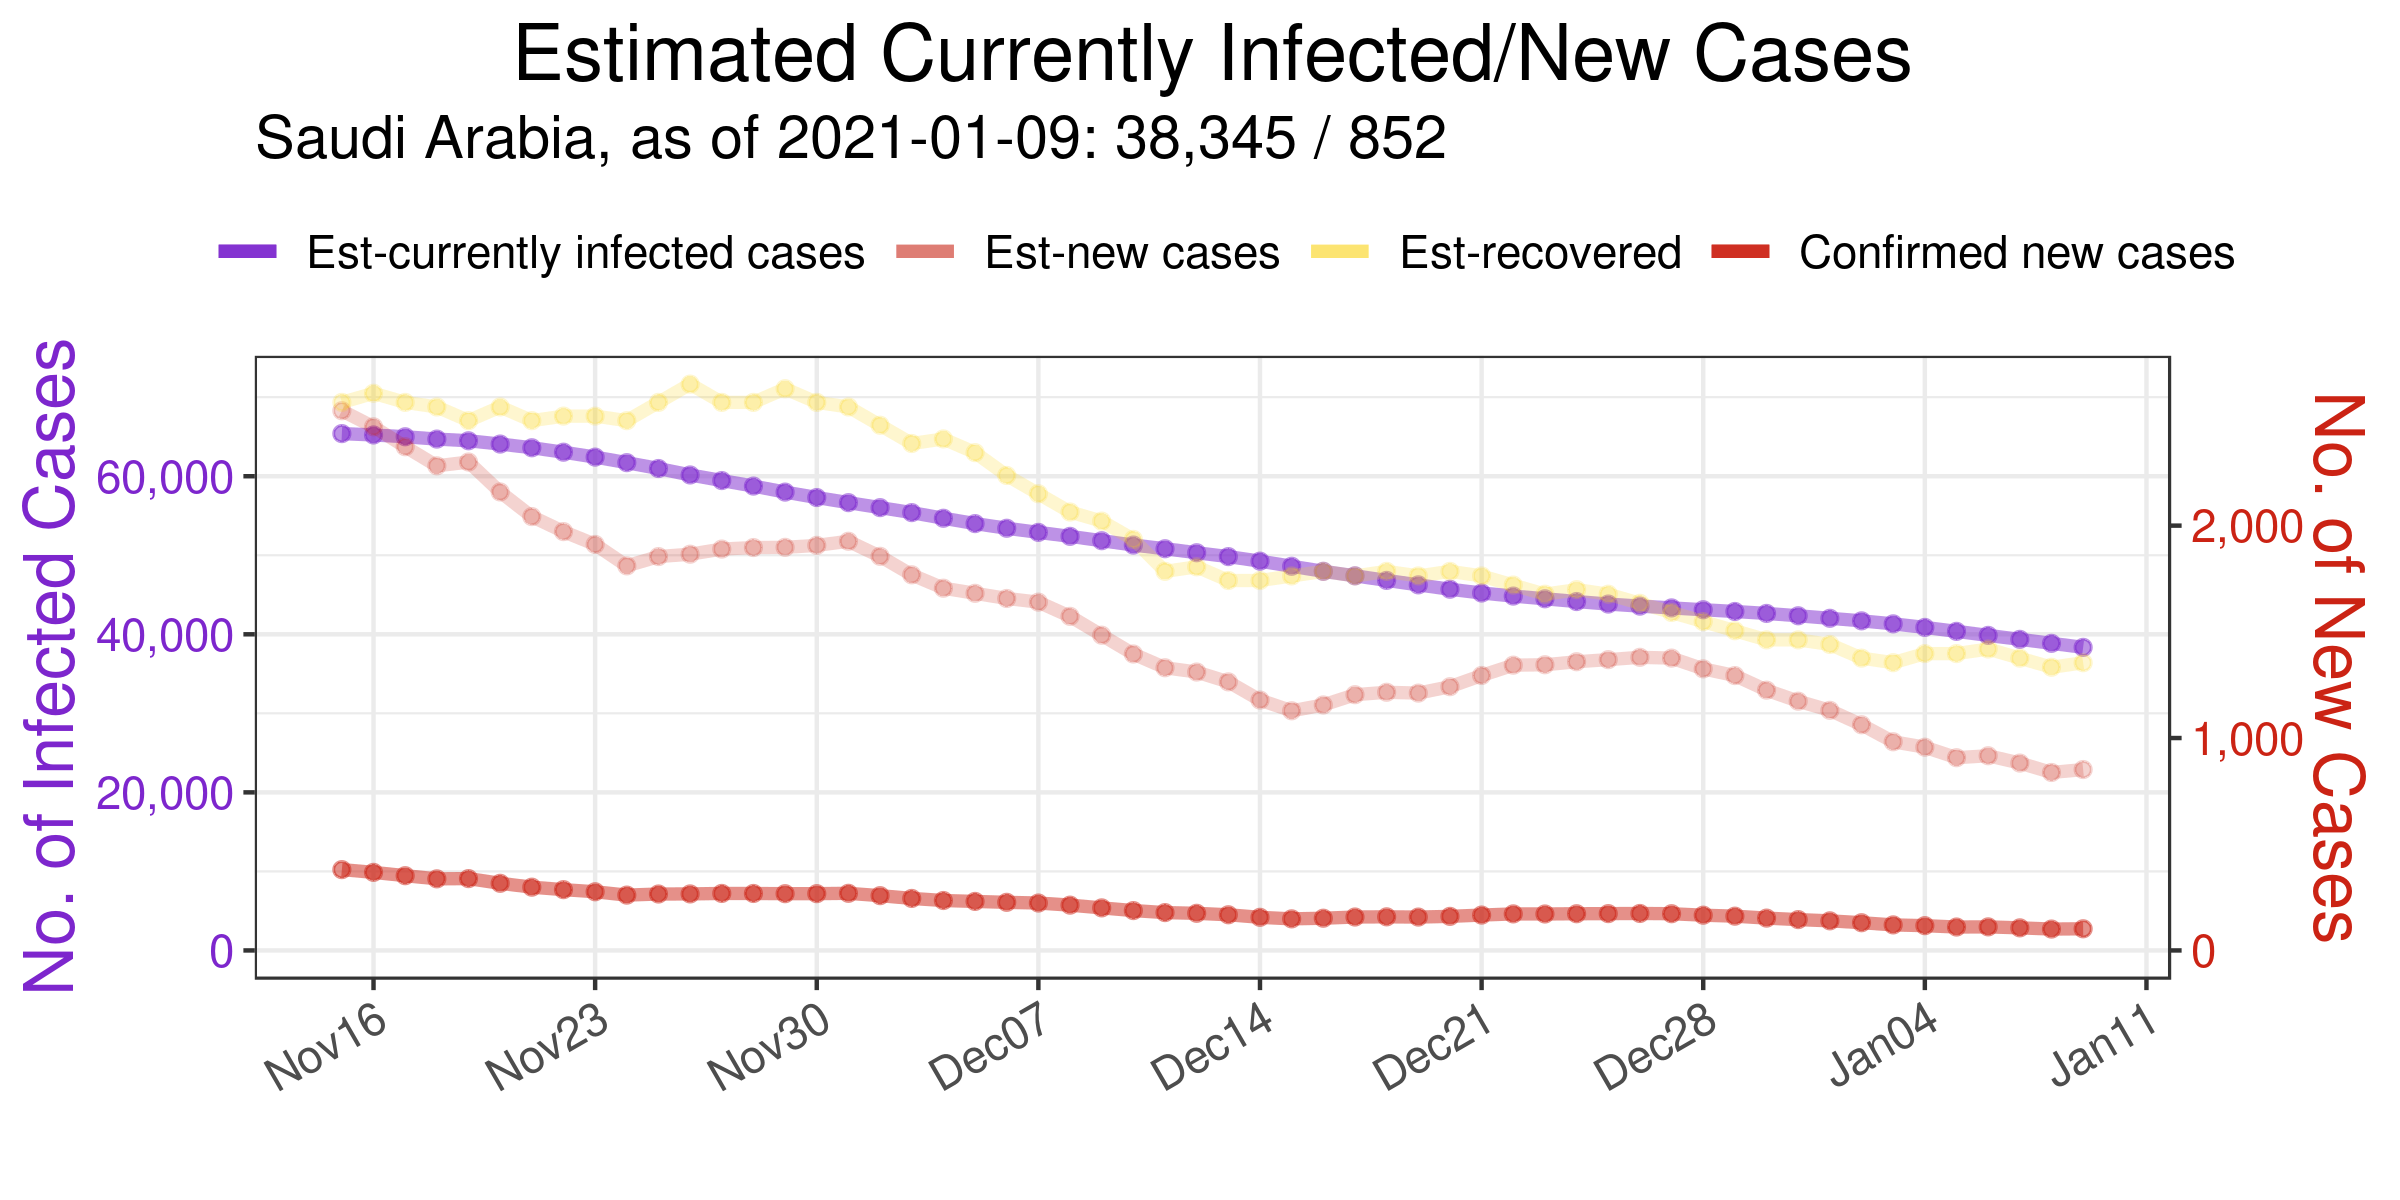 Estimated Currently Infected/New Cases
Saudi Arabia, as of 2021-01-09: 38,345 / 852
Est-currently infected cases Est-new cases Est-recovered Confirmed new cases
No. of Infected Cases
60,000
40,000
20,000
0
No. of New Cases
2,000
1,000
0
Nov16 Nov23 Nov30 Dec07 Dec14 Dec21 Dec28 Jan04 Jan11